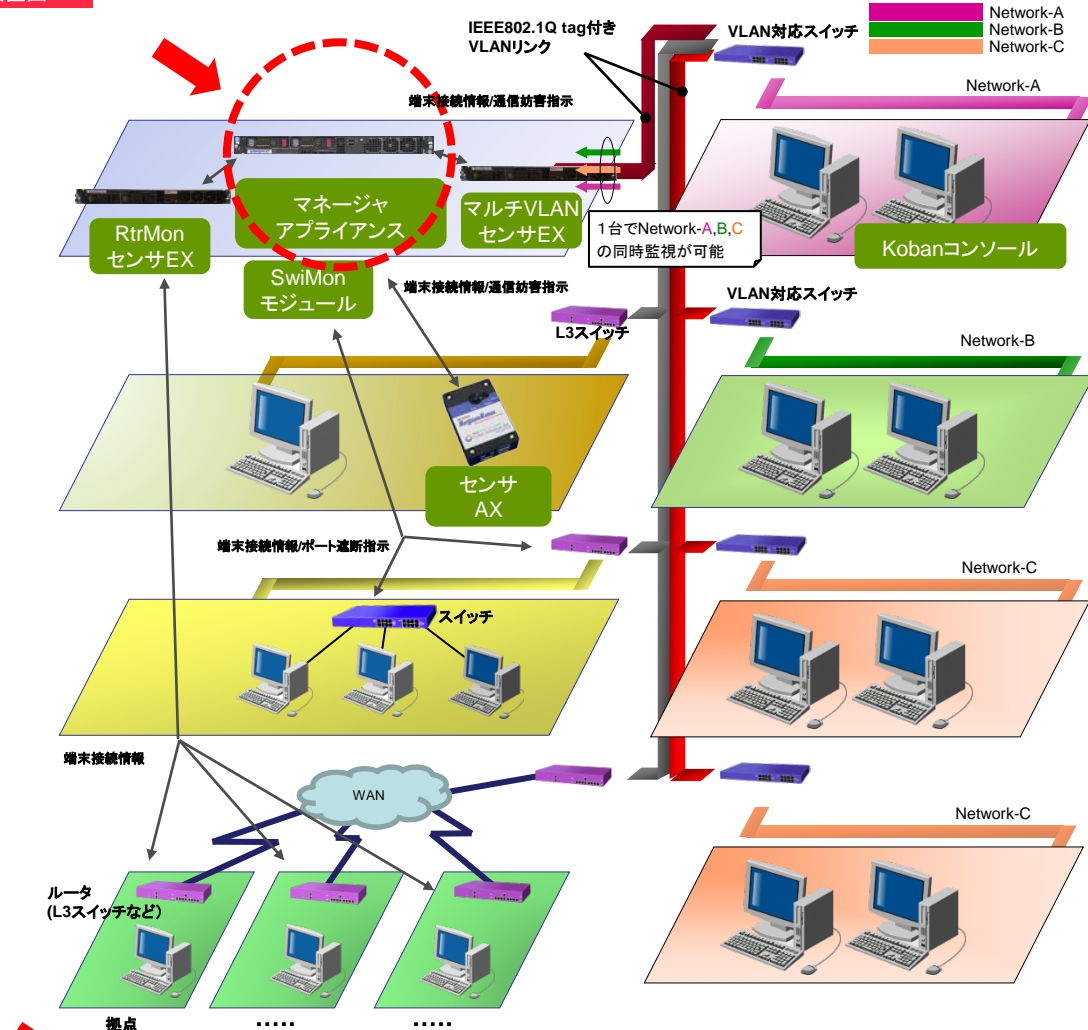 IEEE802.1Q tag付き
VLANリンク
VLAN対応スイッチ
Network-A
Network-B
Network-C
Network-A
端末接続情報/通信妨害指示
マネージャ
アプライアンス
マルチVLAN
センサEX
RtrMon
センサEX
1台でNetwork-A,B,C
の同時監視が可能
Kobanコンソール
SwiMon
モジュール
端末接続情報/通信妨害指示
VLAN対応スイッチ
L3スイッチ
Network-B
センサ
AX
端末接続情報/ポート遮断指示
Network-C
スイッチ
端末接続情報
WAN
Network-C
ルータ
(L3スイッチなど)
拠点
.....
.....